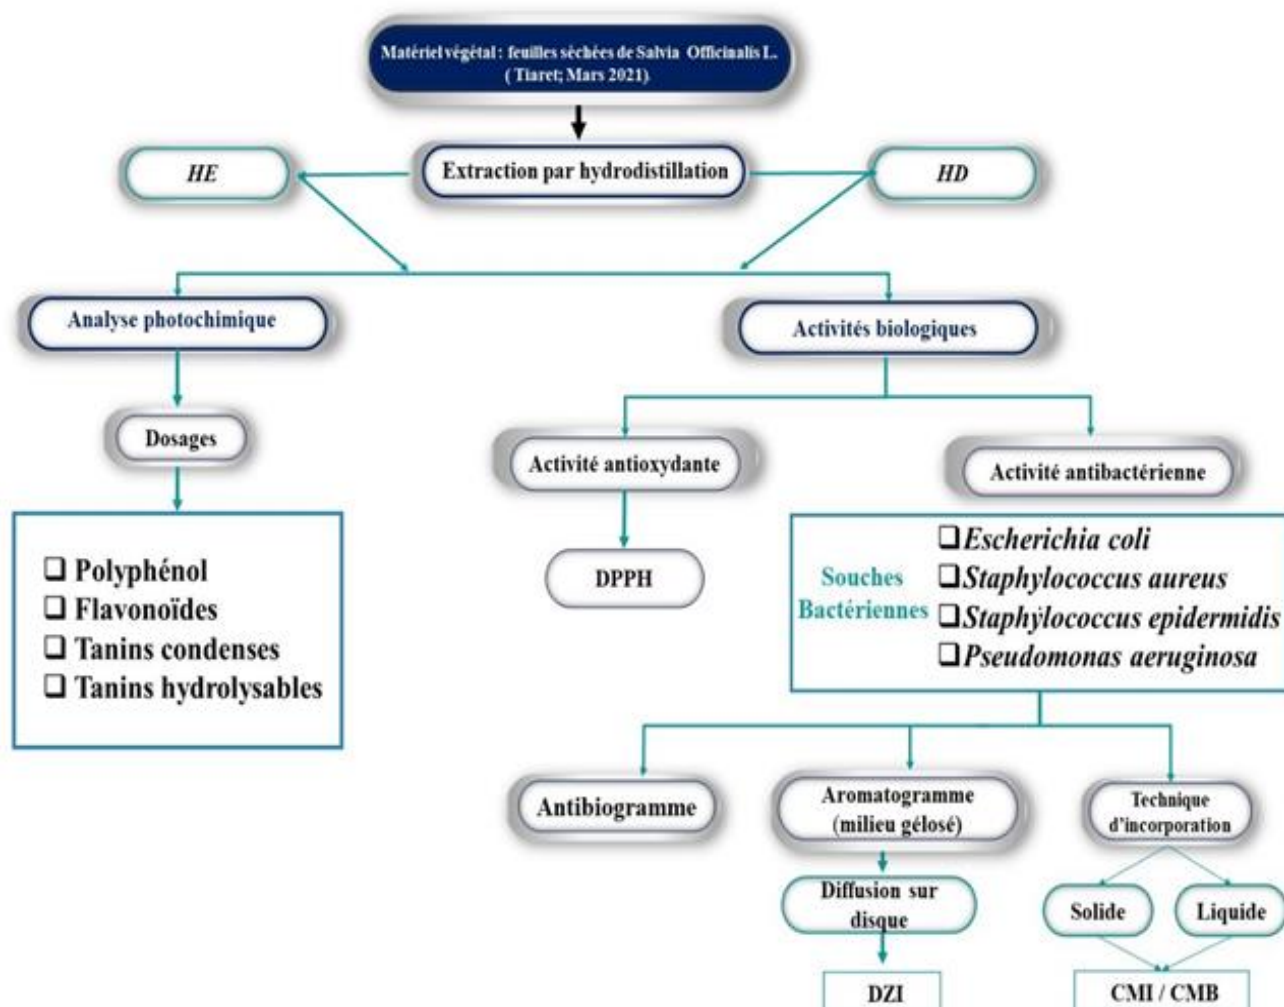 Matériel végétal : feuilles séchées de Salvia Officinalis L.
( Tiaret; Mars 2021)
HE
Extraction par hydrodistillation
HD
Analyse photochimique
Activités biologiques
Dosages
Activité antioxydante
Activité antibactérienne
Polyphénol
Flavonoïdes
Tanins condenses
Tanins hydrolysables
DPPH
Souches
Bactériennes
Escherichia coli
Staphylococcus aureus
Staphylococcus epidermidis
Pseudomonas aeruginosa
Antibiogramme
Aromatogramme
(milieu gélosé)
Technique
d'incorporation
Diffusion sur
disque
Solide
Liquide
DZI
CMI / CMB